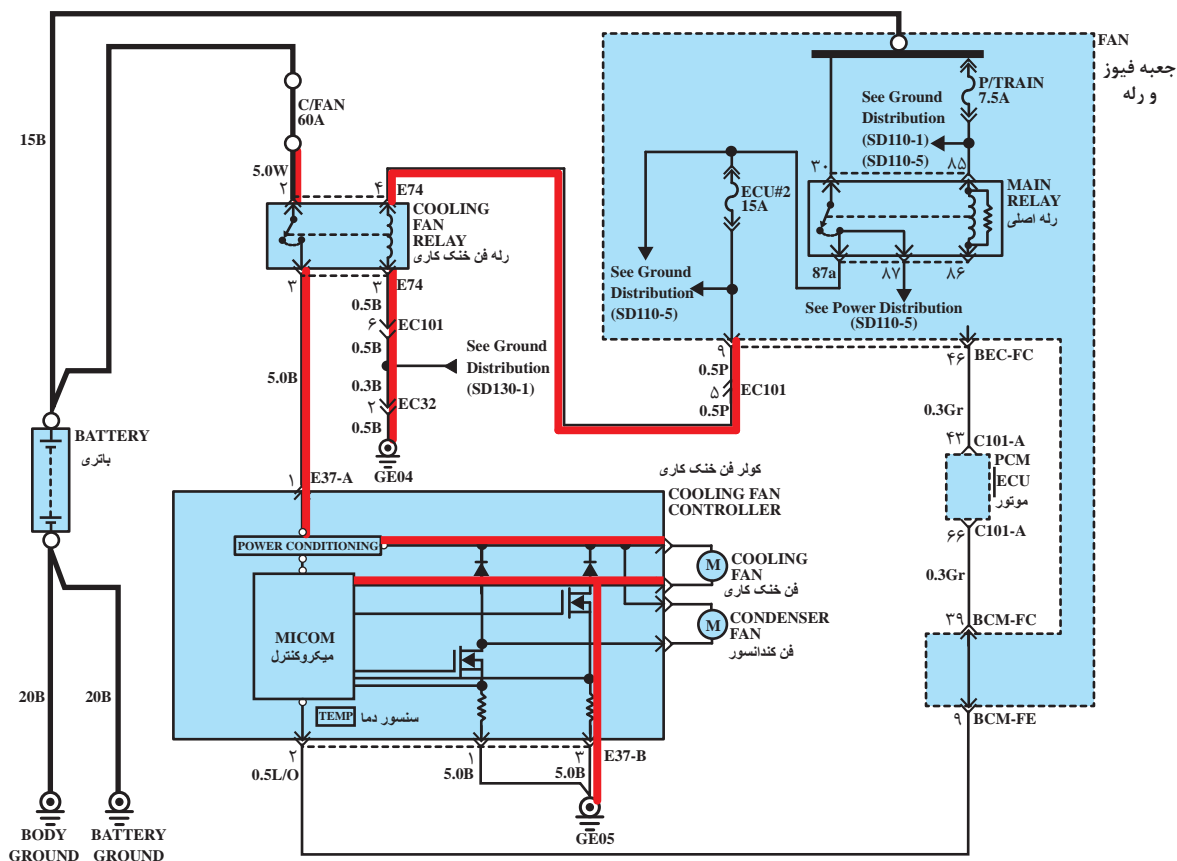 FAN
جعبه فیوز
و رله
P/TRAIN
7.5A
See Ground
Distribution
(SD110-1)
(SD110-5)
C/FAN
60A
15B
5.0W
۲
۴
E74
COOLING
FAN
RELAY
رله فن خنک کاری
۳
۳
E74
0.5B
۶
EC101
0.5B
See Ground
Distribution
(SD130-1)
0.3B
۲
EC32
0.5B
GE04
5.0B
ECU#2
15A
۳۰
۸۵
MAIN
RELAY
رله اصلی
87a
۸۷
۸۶
See Ground
Distribution
(SD110-5)
See Power Distribution
(SD110-5)
۹
0.5P
۵
EC101
0.5P
۴۶
BEC-FC
0.3Gr
۴۳
C101-A
PCM
ECU
موتور
C101-A
۶۶
0.3Gr
۳۹
BCM-FC
۹
BCM-FE
BATTERY
باتری
۱
E37-A
کولر فن خنک کاری
COOLING FAN
CONTROLLER
POWER CONDITIONING
M
COOLING
FAN
فن خنک کاری
M
CONDENSER
FAN
فن کندانسور
MICOM
میکروکنترل
TEMP
سنسور دما
۲
0.5L/O
۱
5.0B
۳
5.0B
E37-B
GE05
20B
20B
BODY
GROUND
BATTERY
GROUND